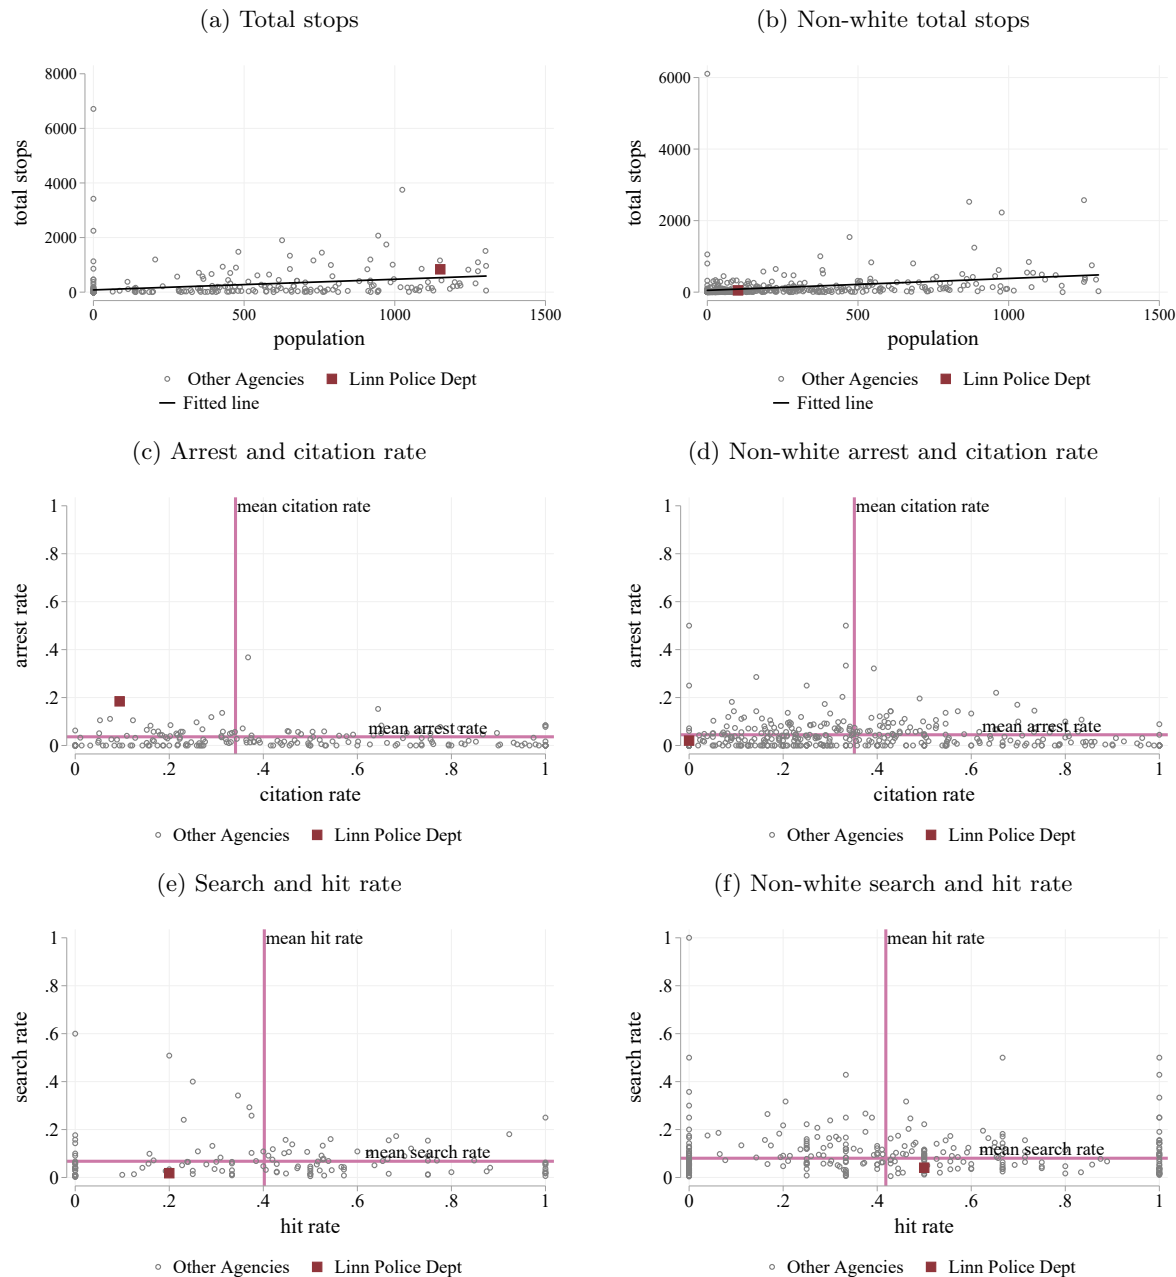 (a) Total stops
8000
6000
4000
2000
0
total stops
0 500 1000 1500
population
Other Agencies Linn Police Dept
Fitted line
(b) Non-white total stops
6000
4000
2000
0
total stops
0 500 1000 1500
population
Other Agencies Linn Police Dept
Fitted line
(c) Arrest and citation rate
mean citation rate
1
.8
.6
.4
.2
0
arrest rate
mean arrest rate
0 .2 .4 .6 .8 1
citation rate
Other Agencies Linn Police Dept
(d) Non-white arrest and citation rate
mean citation rate
1
.8
.6
.4
.2
0
arrest rate
mean arrest rate
0 .2 .4 .6 .8 1
citation rate
Other Agencies Linn Police Dept
(e) Search and hit rate
mean hit rate
1
.8
.6
.4
.2
0
search rate
mean search rate
0 .2 .4 .6 .8 1
hit rate
Other Agencies Linn Police Dept
(f) Non-white search and hit rate
mean hit rate
1
.8
.6
.4
.2
0
search rate
mean search rate
0 .2 .4 .6 .8 1
hit rate
Other Agencies Linn Police Dept